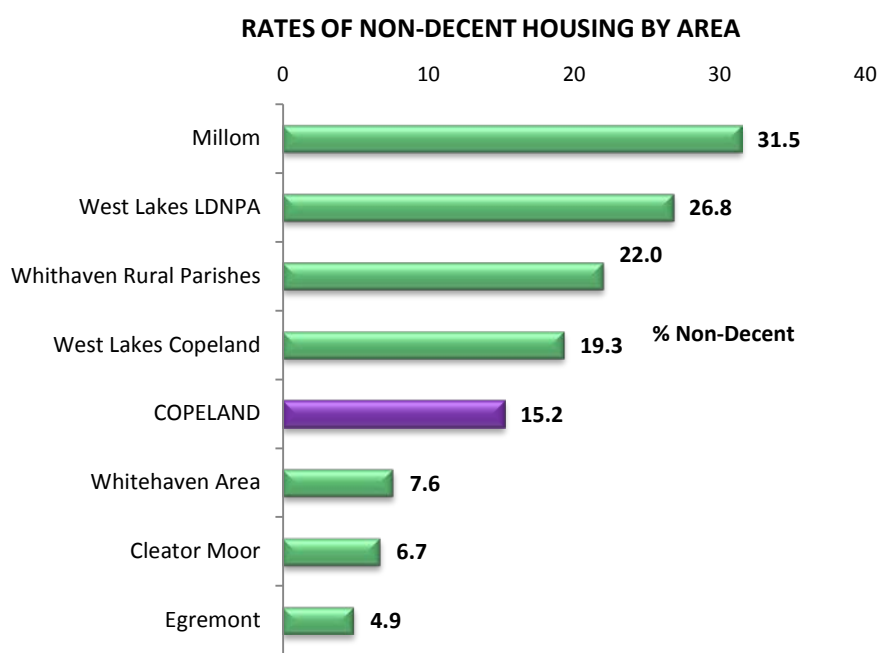 RATES OF NON-DECENT HOUSING BY AREA
0 10 20 30 40
Millom 31.5
West Lakes LDNPA 26.8
Whithaven Rural Parishes 22.0
West Lakes Copeland 19.3 % Non-Decent
COPELAND 15.2
Whitehaven Area 7.6
Cleator Moor 6.7
Egremont 4.9